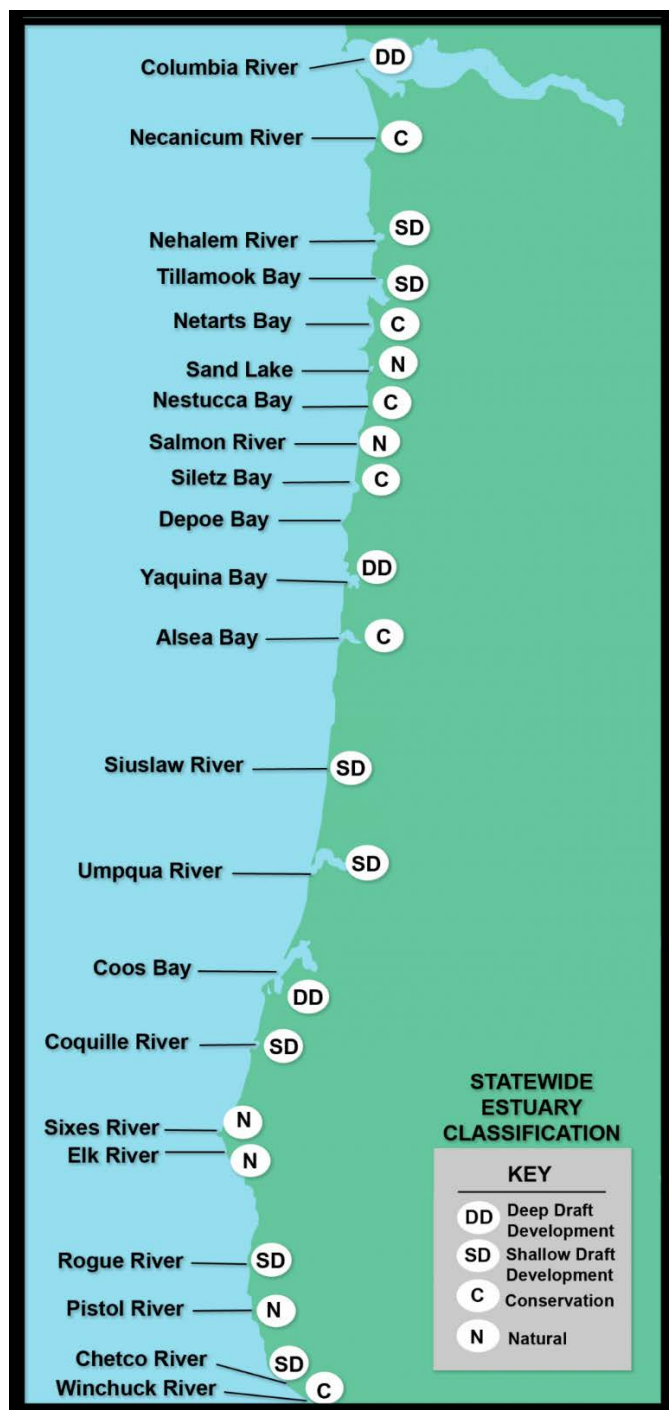 Columbia River
DD
Necanicum River
C
Nehalem River
SD
Tillamook Bay
SD
Netarts Bay
C
Sand Lake
N
Nestucca Bay
C
Salmon River
N
Siletz Bay
C
Depoe Bay
Yaquina Bay
DD
Alsea Bay
C
Siuslaw River
SD
Umpqua River
SD
Coos Bay
DD
Coquille River
SD
Sixes River
N
Elk River
N
Rogue River
SD
Pistol River
N
Chetco River
SD
Winchuck River
C
STATEWIDE
ESTUARY
CLASSIFICATION
KEY
DD Deep Draft
Development
SD Shallow Draft
Development
C Conservation
N Natural